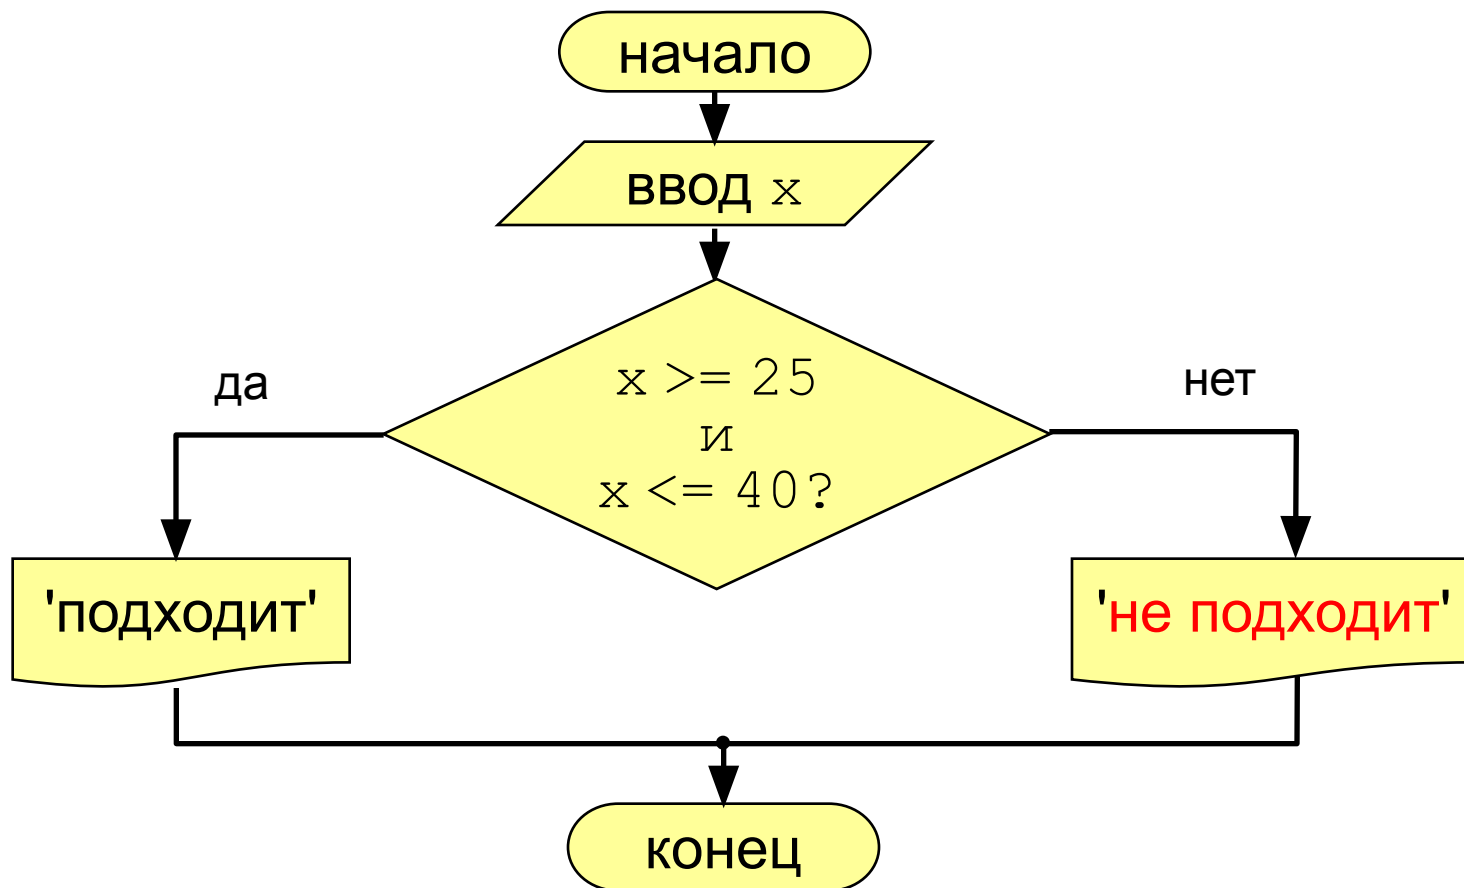 начало
ввод x
x >= 25
и
x <= 40?
да
нет
'подходит'
'не подходит'
конец